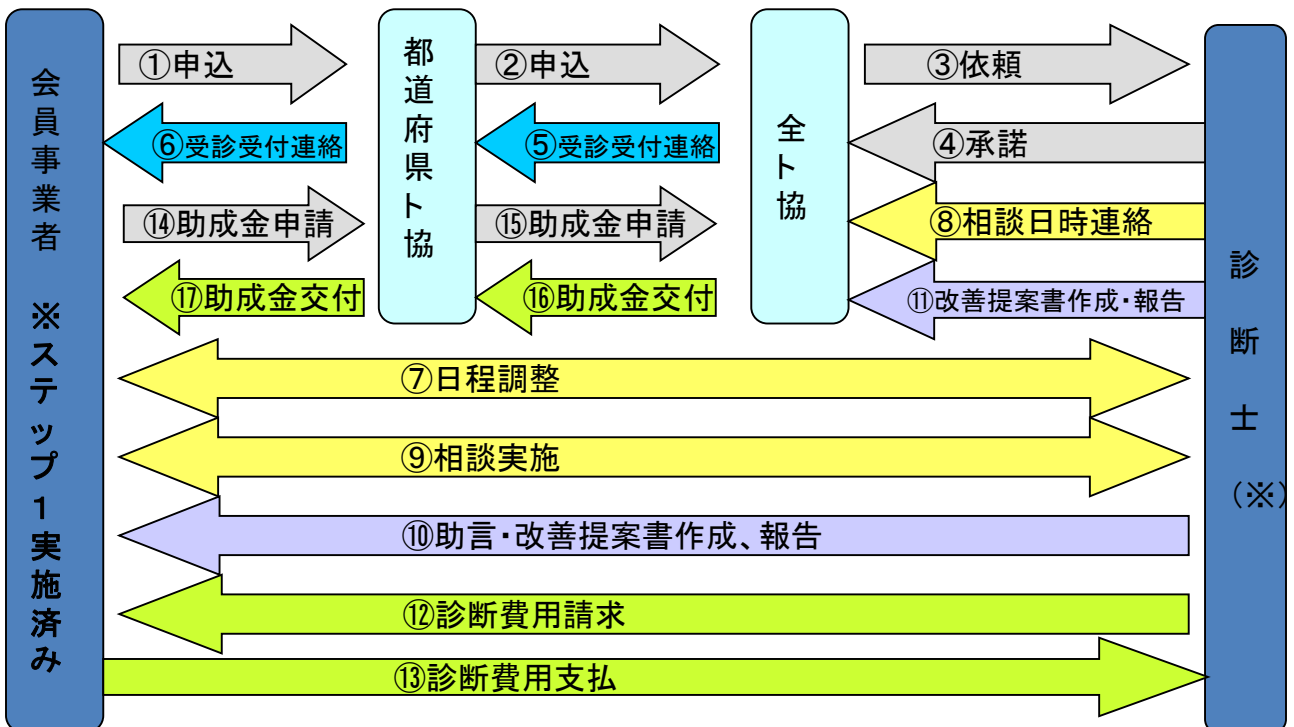 会員事業者 ※ステップ1実施済み
都道府県ト協
全ト協
診断士(※)
①申込
②申込
③依頼
⑥受診受付連絡
⑤受診受付連絡
④承諾
⑭助成金申請
⑮助成金申請
⑧相談日時連絡
⑰助成金交付
⑯助成金交付
⑪改善提案書作成・報告
⑦日程調整
⑨相談実施
⑩助言・改善提案書作成、報告
⑫診断費用請求
⑬診断費用支払